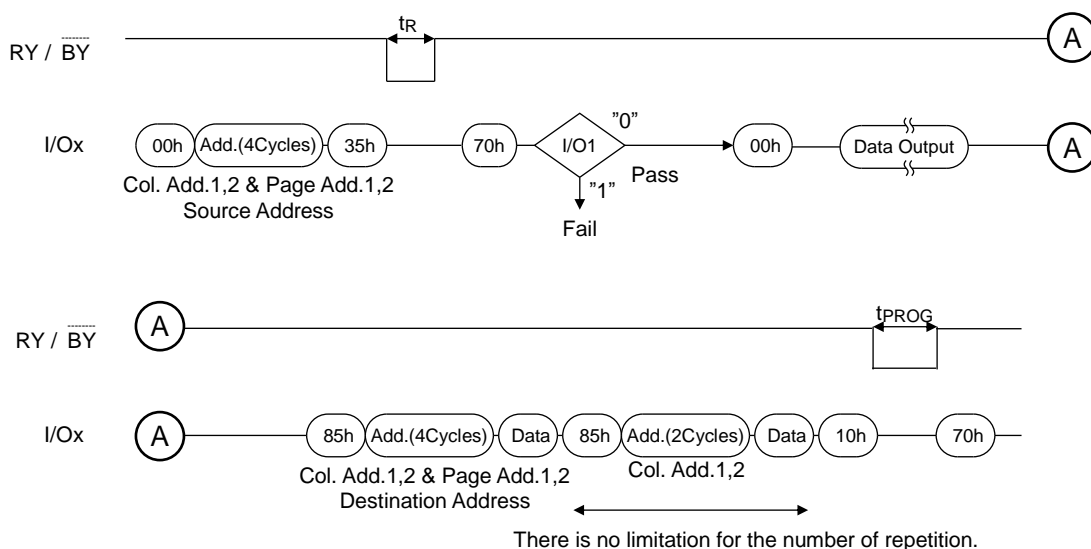 tR
RY / BY
A
I/Ox
00h Add.(4Cycles) 35h 70h I/O1 "0" 00h Data Output A
Pass
Col. Add.1,2 & Page Add.1,2
"1"
Source Address
Fail
A
tPROG
RY / BY
I/Ox
A 85h Add.(4Cycles) Data 85h Add.(2Cycles) Data 10h 70h
Col. Add.1,2 & Page Add.1,2 Col. Add.1,2
Destination Address
There is no limitation for the number of repetition.